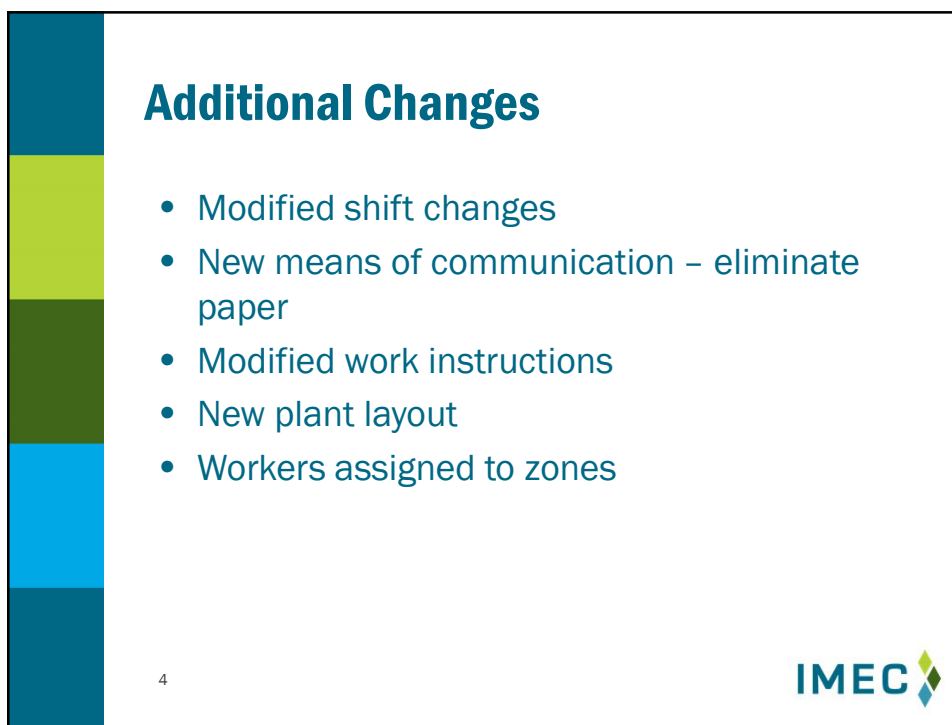 Additional Changes
• Modified shift changes
• New means of communication – eliminate
paper
• Modified work instructions
• New plant layout
• Workers assigned to zones
4
IMEC